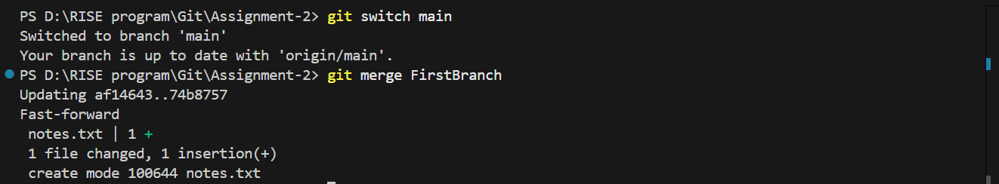 PS D:\RISE program\Git\Assignment-2> git switch main
Switched to branch 'main'
Your branch is up to date with 'origin/main'.
PS D:\RISE program\Git\Assignment-2> git merge FirstBranch
Updating af14643..74b8757
Fast-forward
 notes.txt | 1 +
 1 file changed, 1 insertion(+)
 create mode 100644 notes.txt